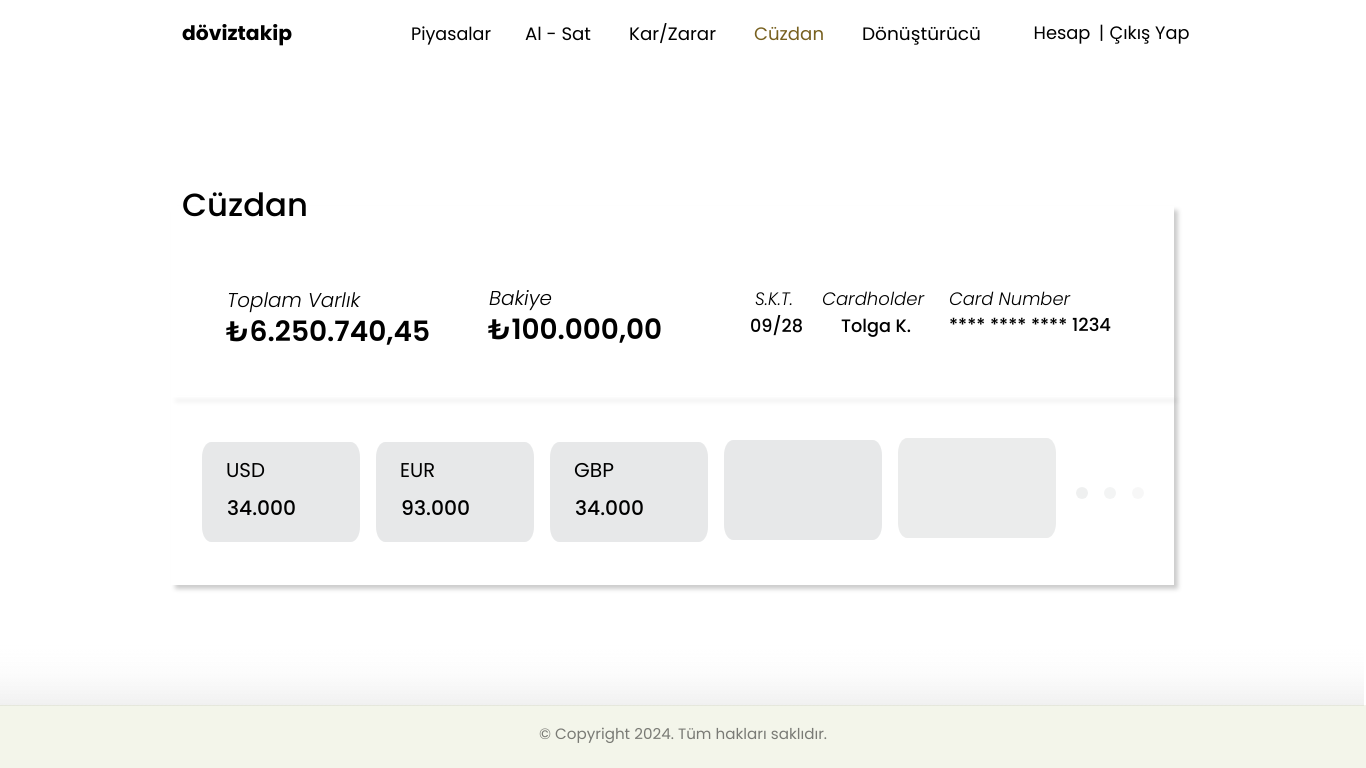 döviztakip Piyasalar Al - Sat Kar/Zarar Cüzdan Dönüştürücü Hesap | Çıkış Yap
Cüzdan
Toplam Varlık Bakiye S.K.T. Cardholder Card Number
₺6.250.740,45 ₺100.000,00 09/28 Tolga K. **** **** **** 1234
USD EUR GBP
34.000 93.000 34.000
© Copyright 2024. Tüm hakları saklıdır.